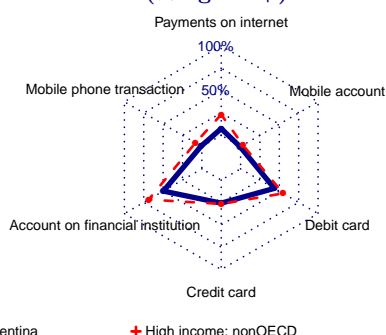 Payments on internet
100%
Mobile phone transaction
50%
Mobile account
Account on financial institution
Debit card
Credit card
High income: nonOECD